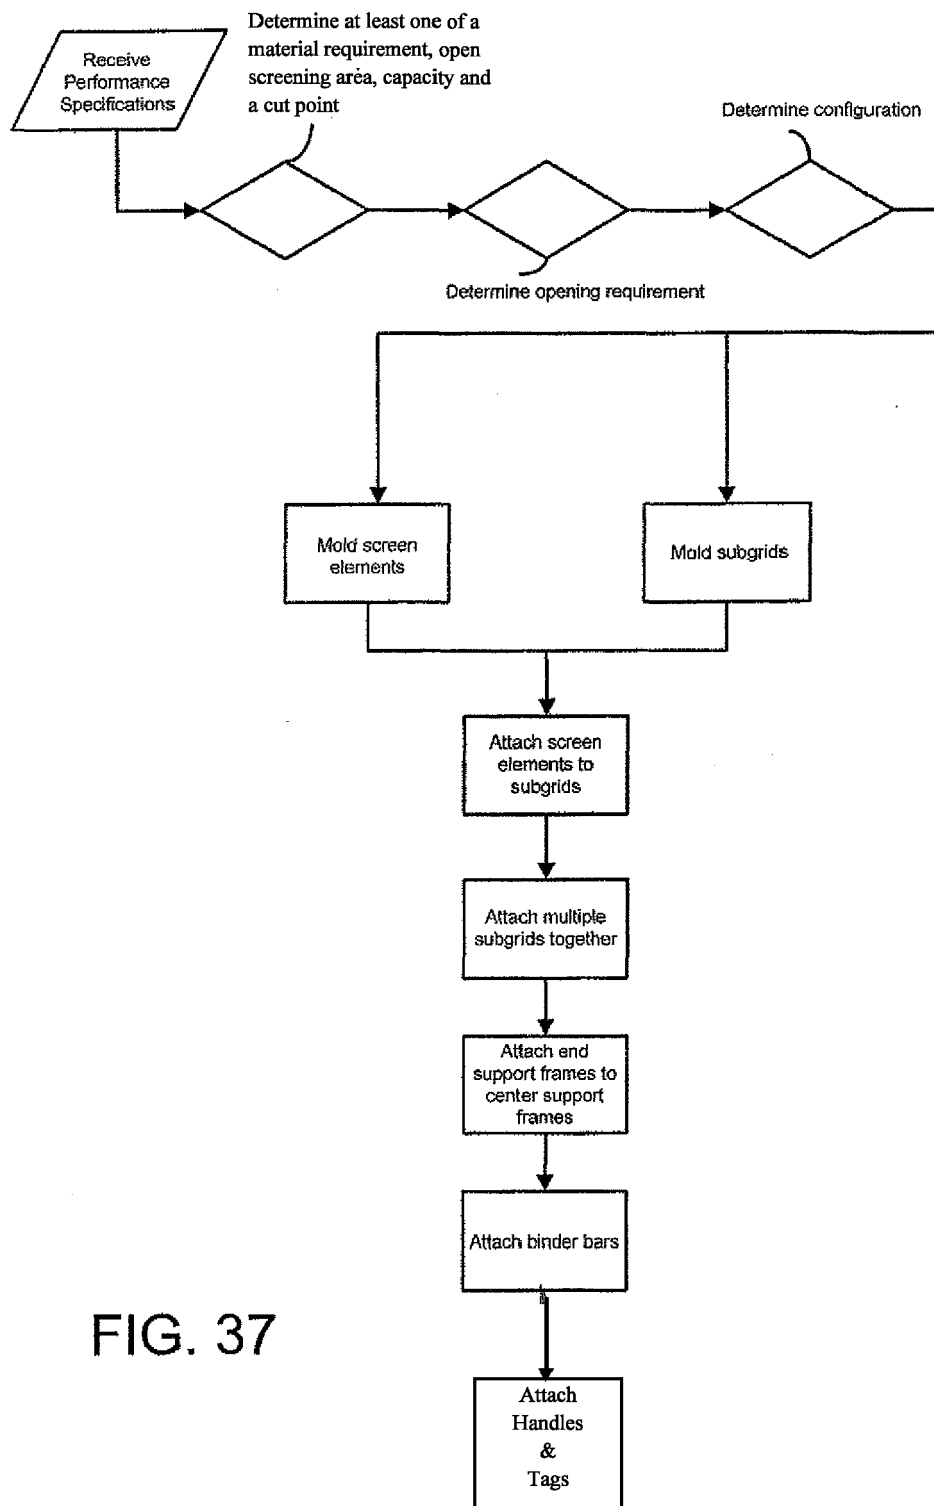 Receive
Performance
Specifications
Determine at least one of a
material requirement, open
screening area, capacity and
a cut point
Determine configuration
Determine opening requirement
Mold screen
elements
Mold subgrids
Attach screen
elements to
subgrids
Attach multiple
subgrids together
Attach end
support frames to
center support
frames
Attach binder bars
Attach
Handles
&
Tags
FIG. 37